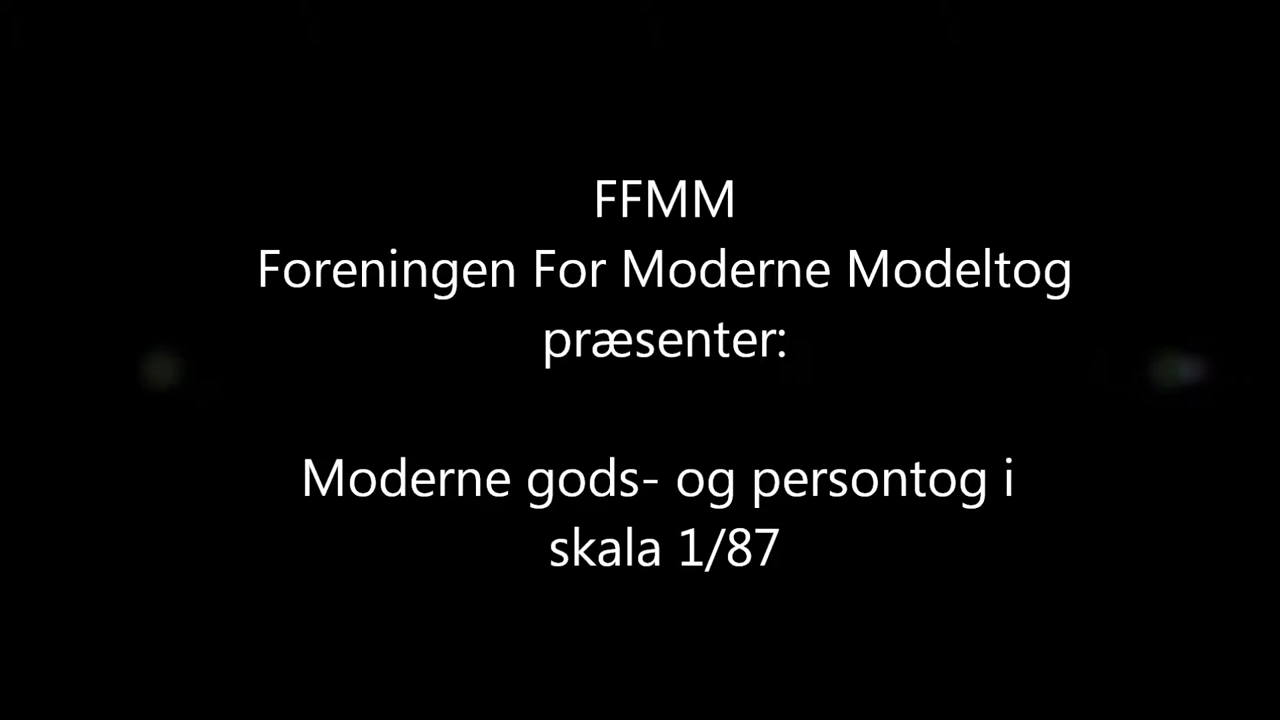 FFMM
Foreningen For Moderne Modeltog
præsenter:
Moderne gods- og persontog i
skala 1/87